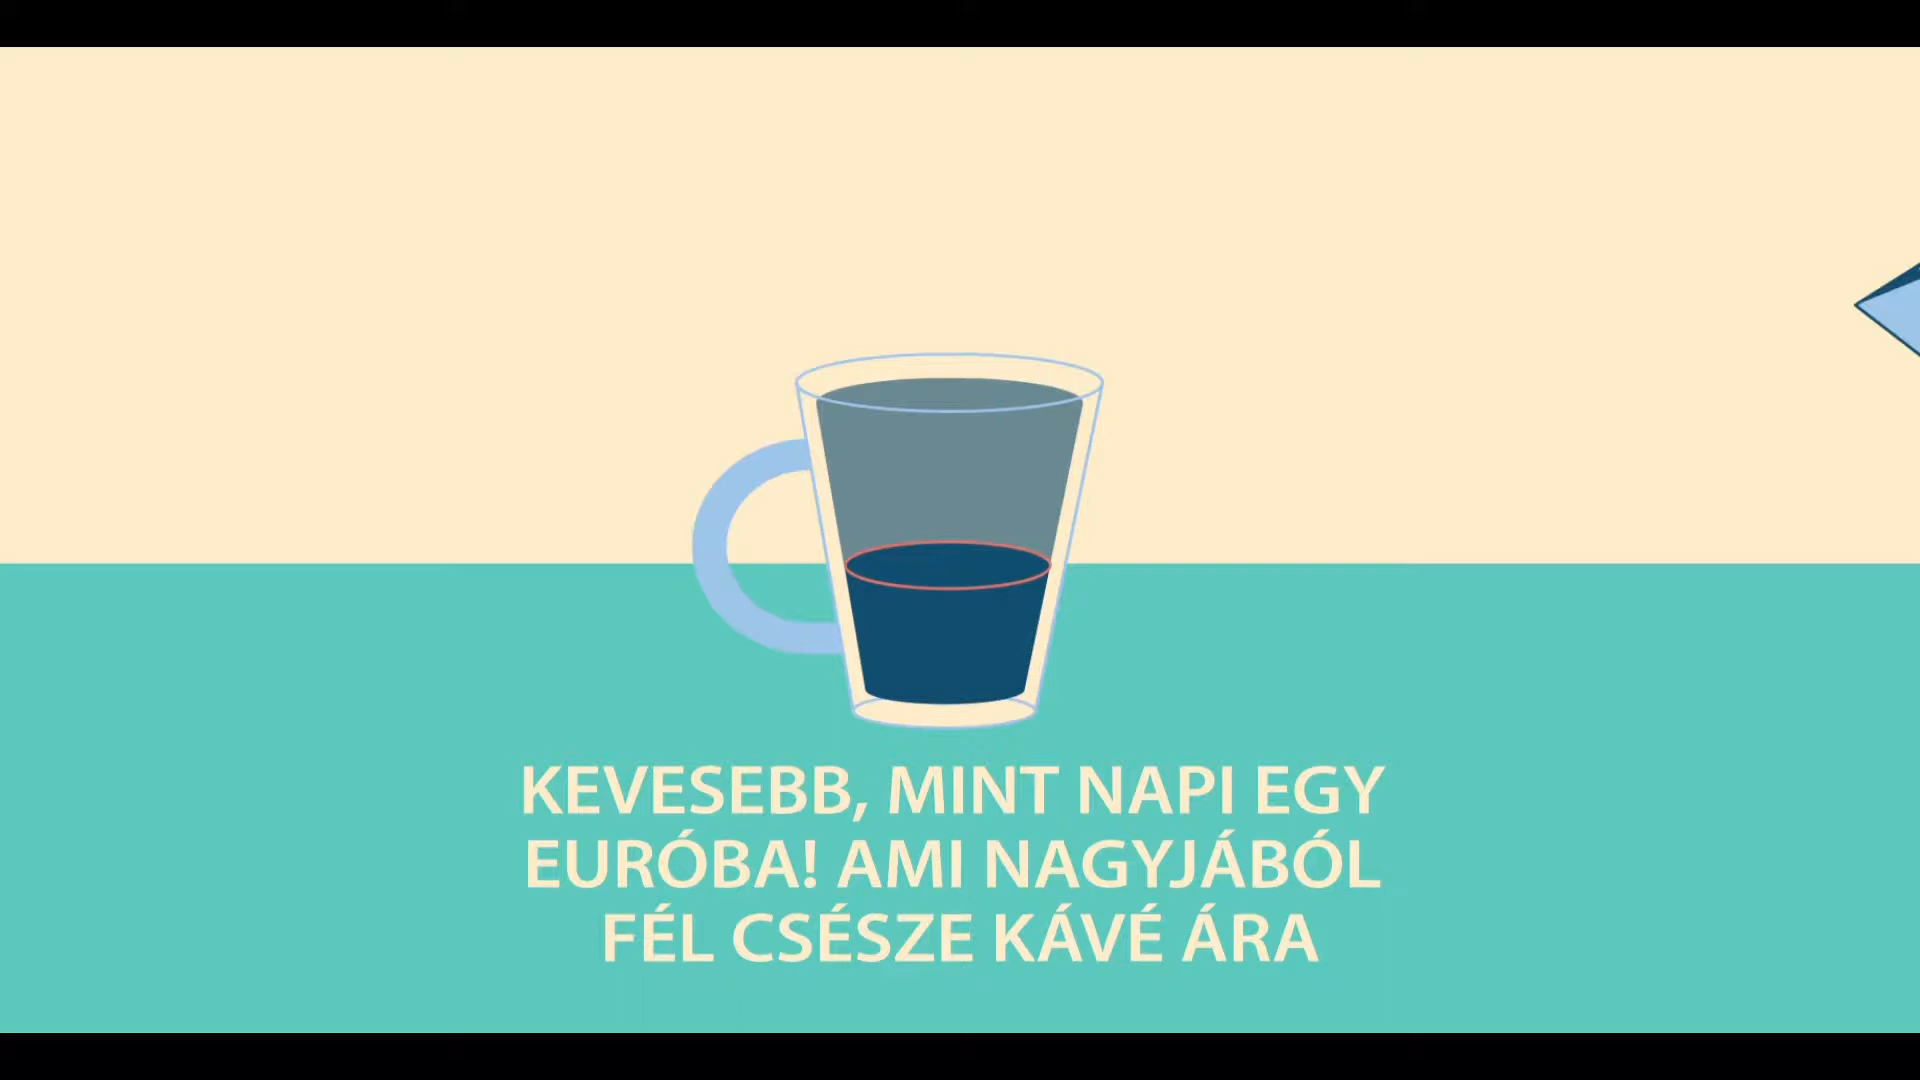 KEVESEBB, MINT NAPI EGY
EURÓBA! AMI NAGYJÁBÓL
FÉL CSÉSZE KÁVÉ ÁRA